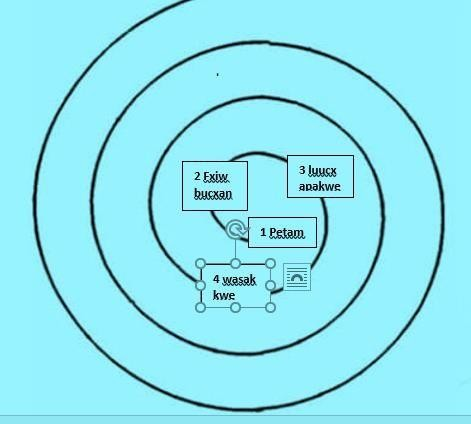 2 Fxiw
bucxan
3 luucx
apakwe
1 Petam
4 wasak
kwe